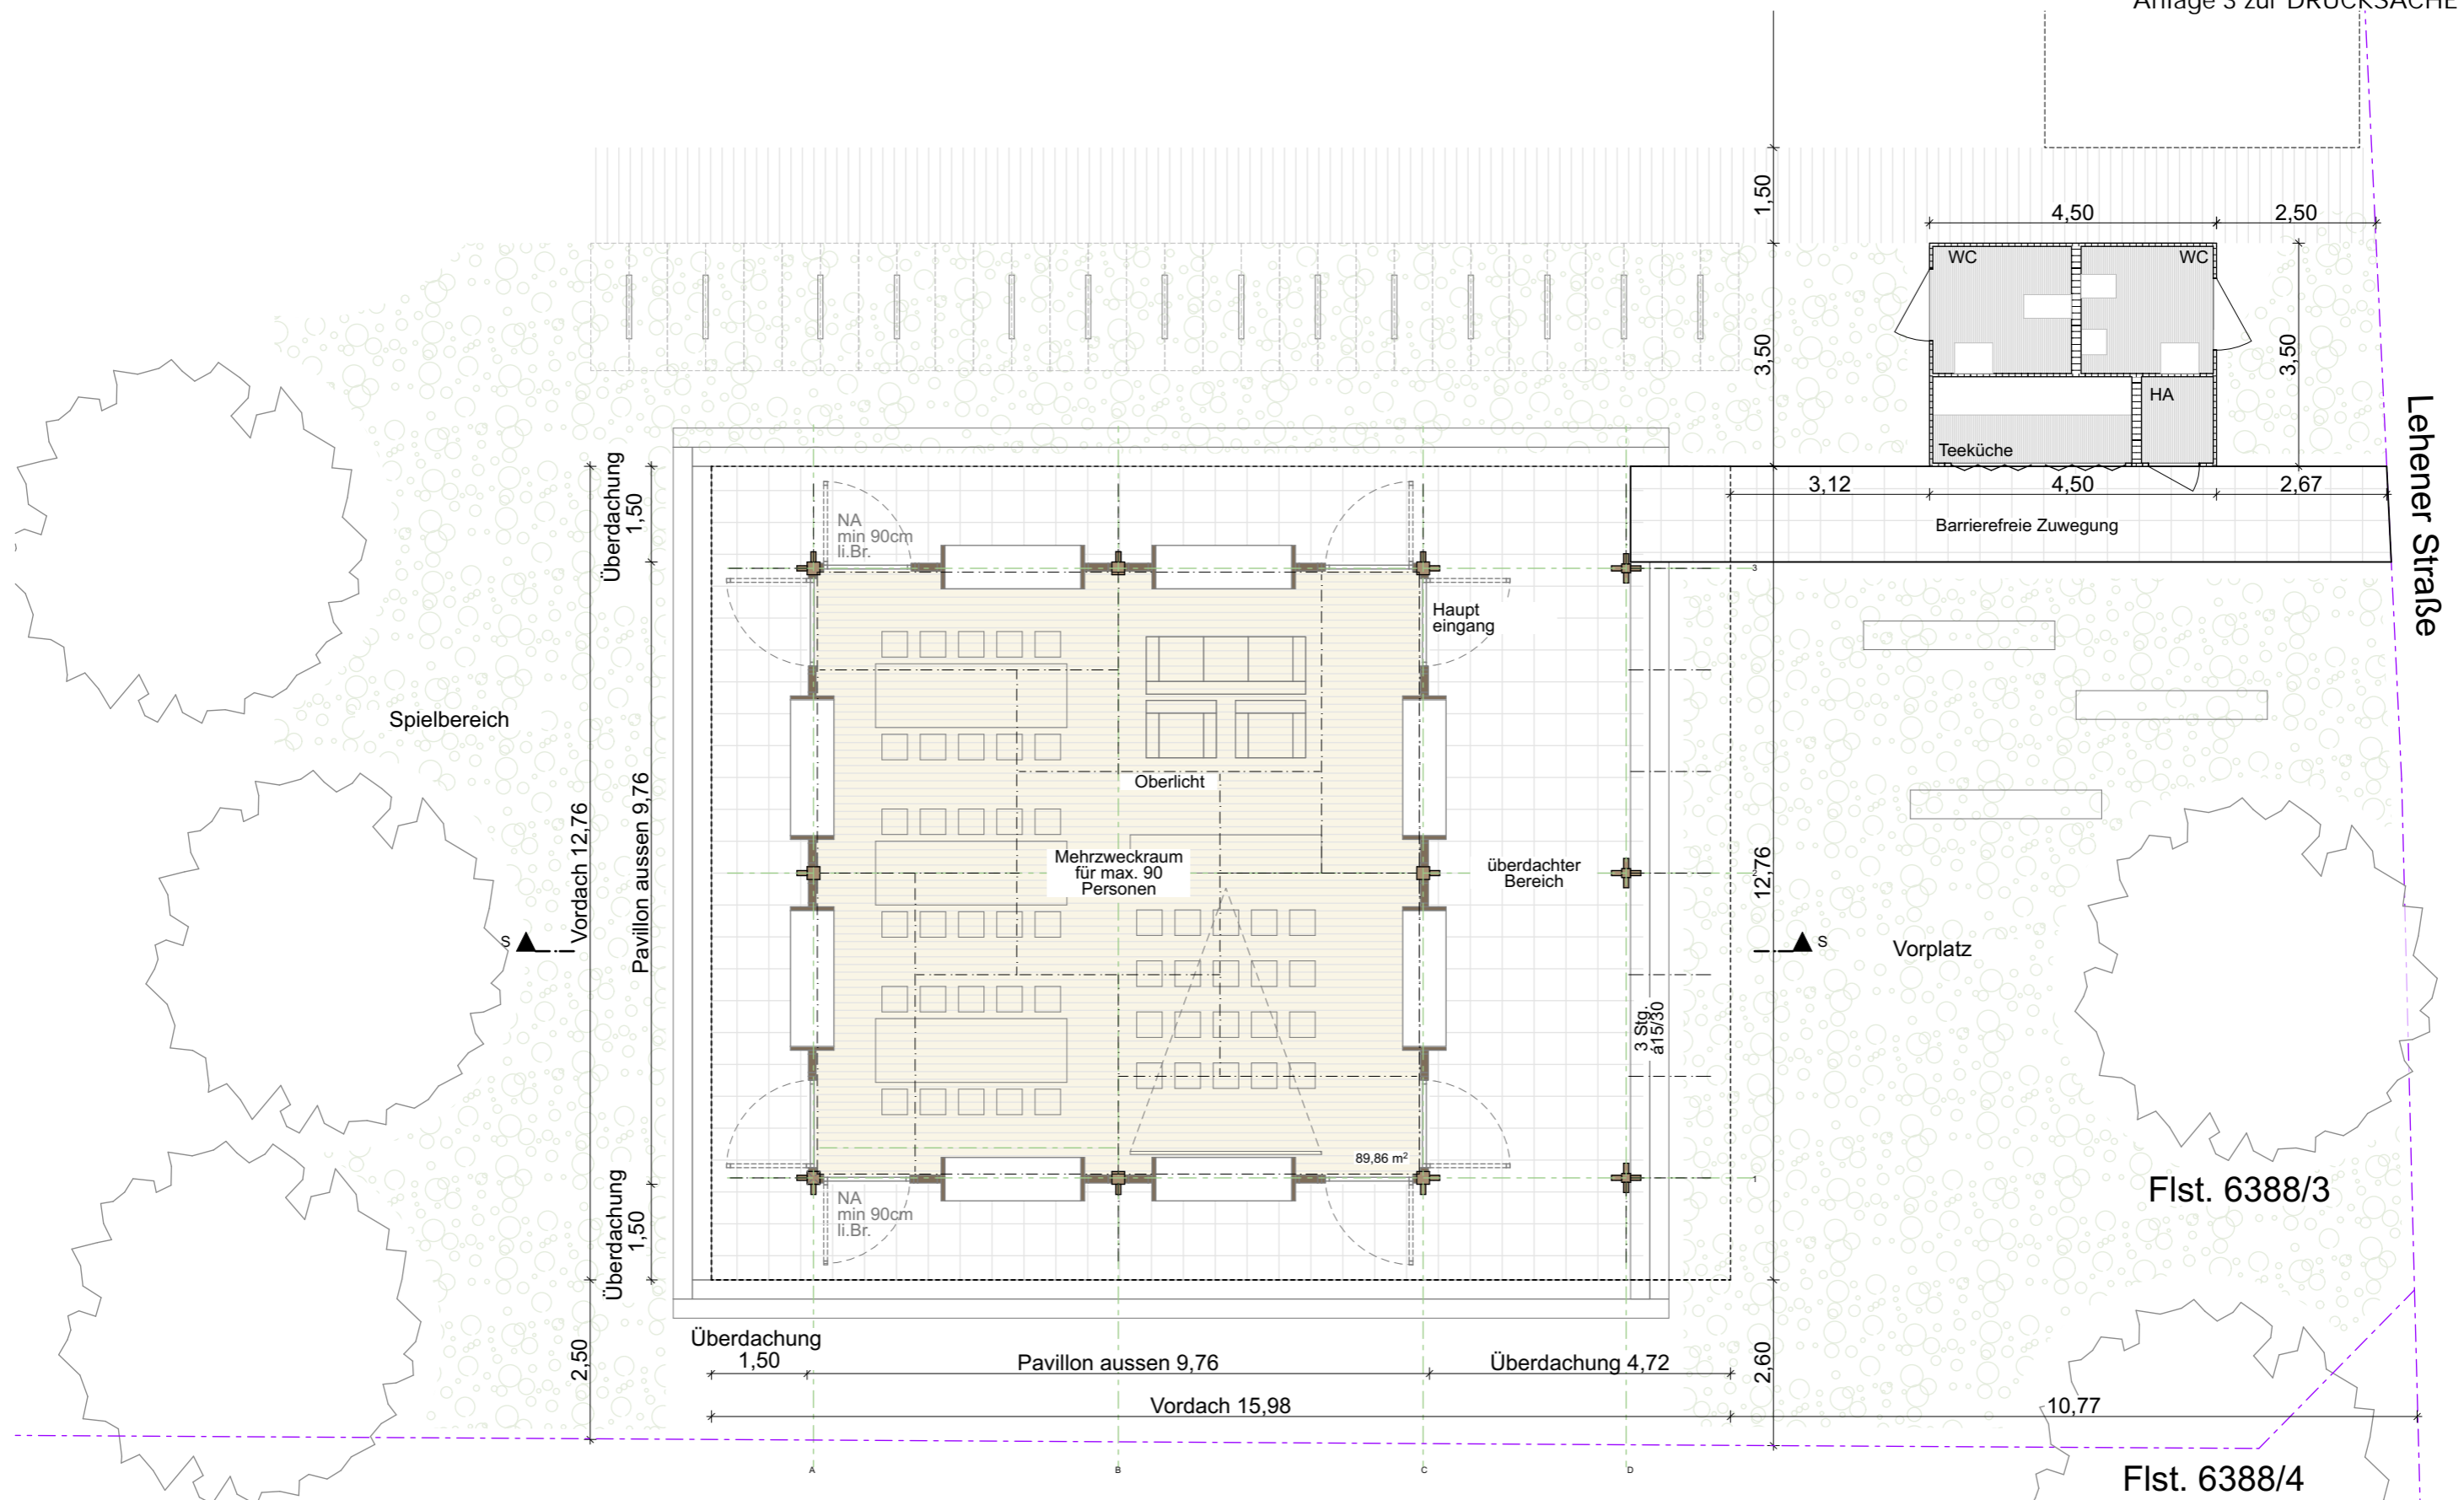 Anlage 3 zur DRUCKSACHE
1,50
4,50
2,50
WC
WC
3,50
3,50
HA
Teeküche
3,12
4,50
2,67
Barrierefreie Zuwegung
Lehener Straße
Überdachung
1,50
NA
min 90cm
li.Br.
3
Haupt
eingang
Spielbereich
Oberlicht
Vordach 12,76
Pavillon aussen 9,76
Mehrzweckraum
für max. 90
Personen
überdachter
Bereich
2
12,76
S
S
Vorplatz
3 Stg.
á15/30
89,86 m²
1
Überdachung
1,50
NA
min 90cm
li.Br.
Flst. 6388/3
2,50
Überdachung
1,50
Pavillon aussen 9,76
Überdachung 4,72
2,60
Vordach 15,98
10,77
A
B
C
D
Flst. 6388/4